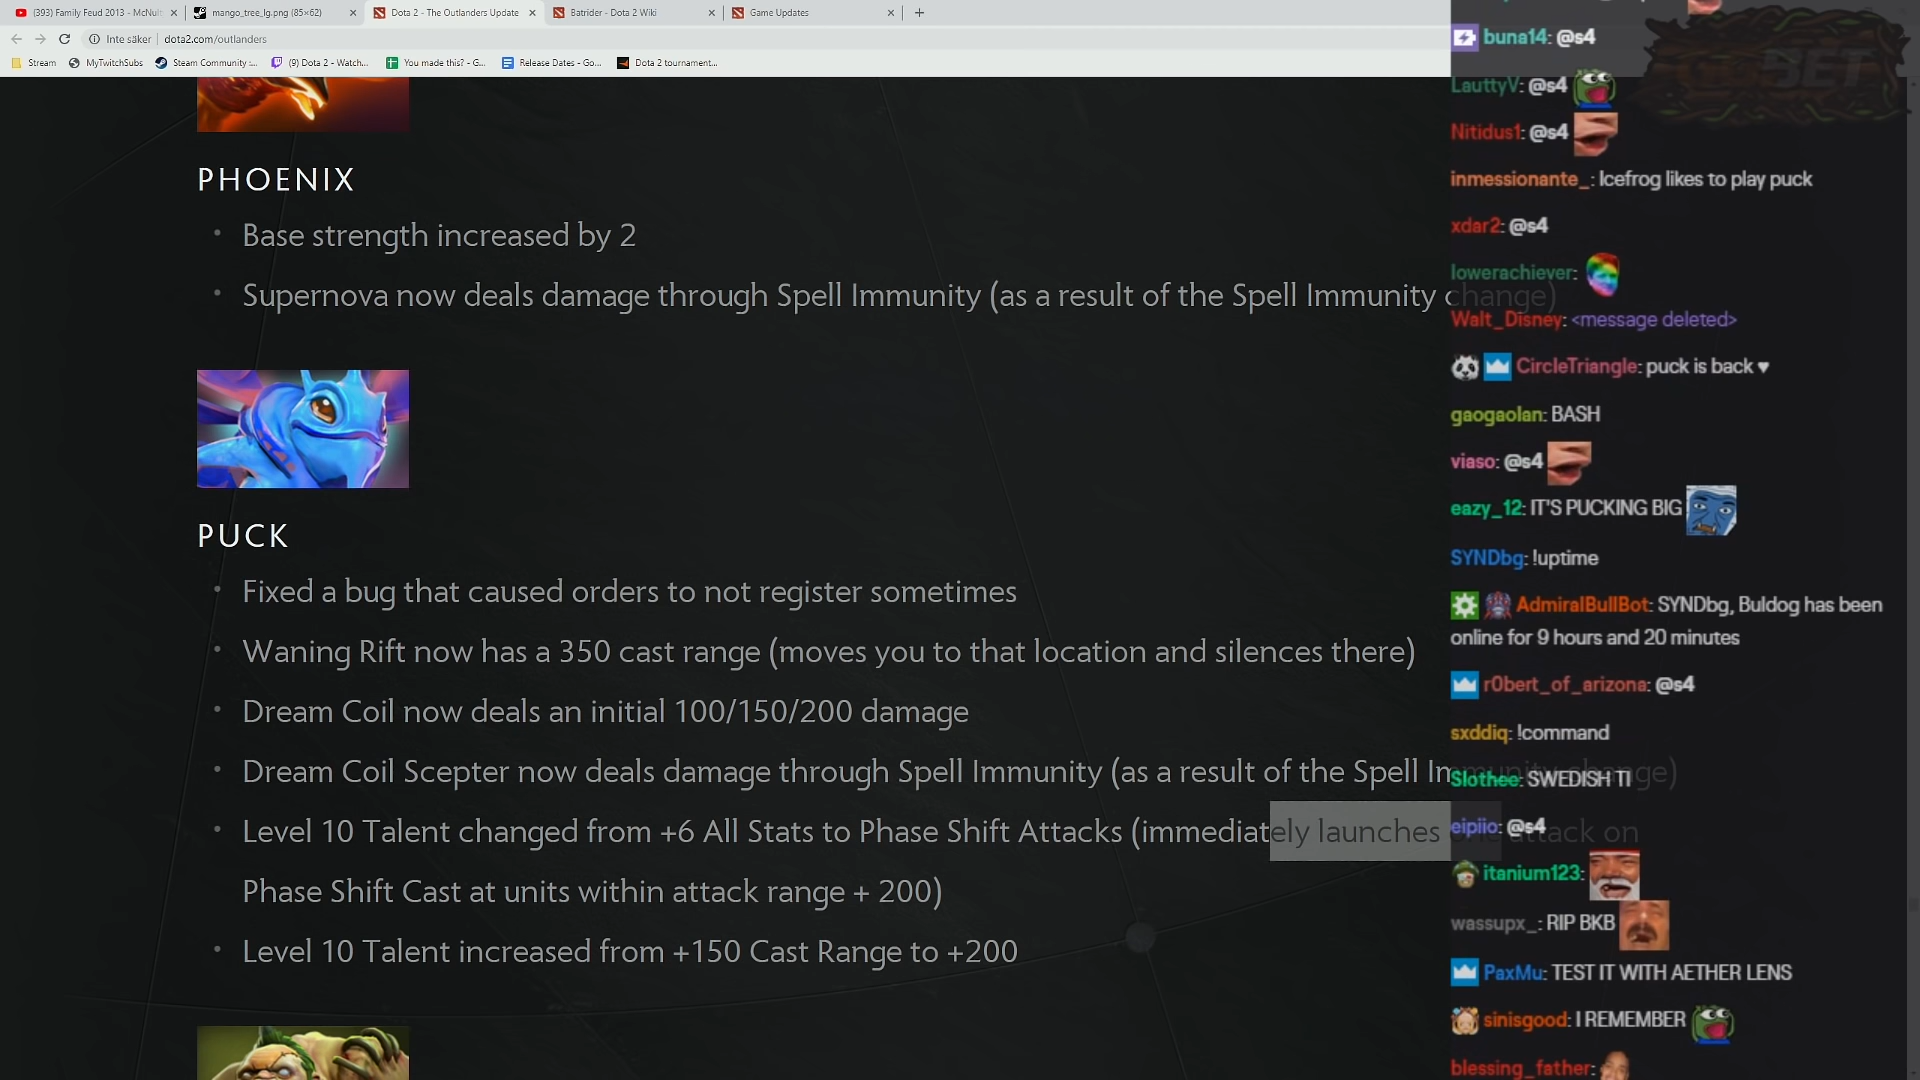 (393) Family Feud 2013 - McNult
mango_tree_lg.png (85×62)
Dota 2 - The Outlanders Update
Batrider - Dota 2 Wiki
Game Updates
Inte säker | dota2.com/outlanders
Stream
MyTwitchSubs
Steam Community :...
(9) Dota 2 - Watch...
You made this? - G...
Release Dates - Go...
Dota 2 tournament...
PHOENIX
• Base strength increased by 2
• Supernova now deals damage through Spell Immunity (as a result of the Spell Immunity change)
PUCK
• Fixed a bug that caused orders to not register sometimes
• Waning Rift now has a 350 cast range (moves you to that location and silences there)
• Dream Coil now deals an initial 100/150/200 damage
• Dream Coil Scepter now deals damage through Spell Immunity (as a result of the Spell Immunity change)
• Level 10 Talent changed from +6 All Stats to Phase Shift Attacks (immediately launches attack on
Phase Shift Cast at units within attack range + 200)
• Level 10 Talent increased from +150 Cast Range to +200
buna14: @s4
LauttyV: @s4
Nitidus1: @s4
inmessionante_: Icefrog likes to play puck
xdar2: @s4
lowerachiever:
Walt_Disney: <message deleted>
CircleTriangle: puck is back ♥
gaogaolan: BASH
viaso: @s4
eazy_12: IT'S PUCKING BIG
SYNDbg: !uptime
AdmiralBullBot: SYNDbg, Buldog has been
online for 9 hours and 20 minutes
r0bert_of_arizona: @s4
sxddiq: !command
Slothee: SWEDISH TI
eipiio: @s4
itanium123:
wassupx_: RIP BKB
PaxMu: TEST IT WITH AETHER LENS
sinisgood: I REMEMBER
blessing_father: